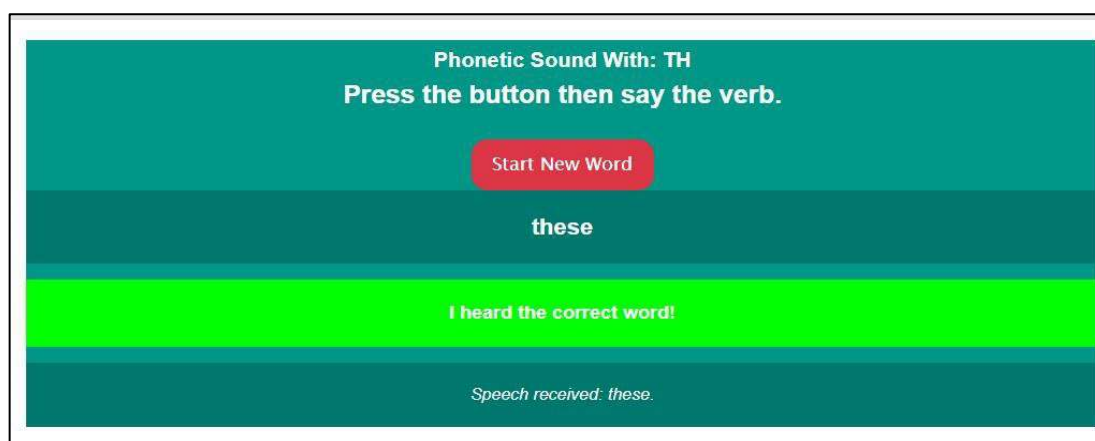 Phonetic Sound With: TH
Press the button then say the verb.
Start New Word
these
I heard the correct word!
Speech received: these.